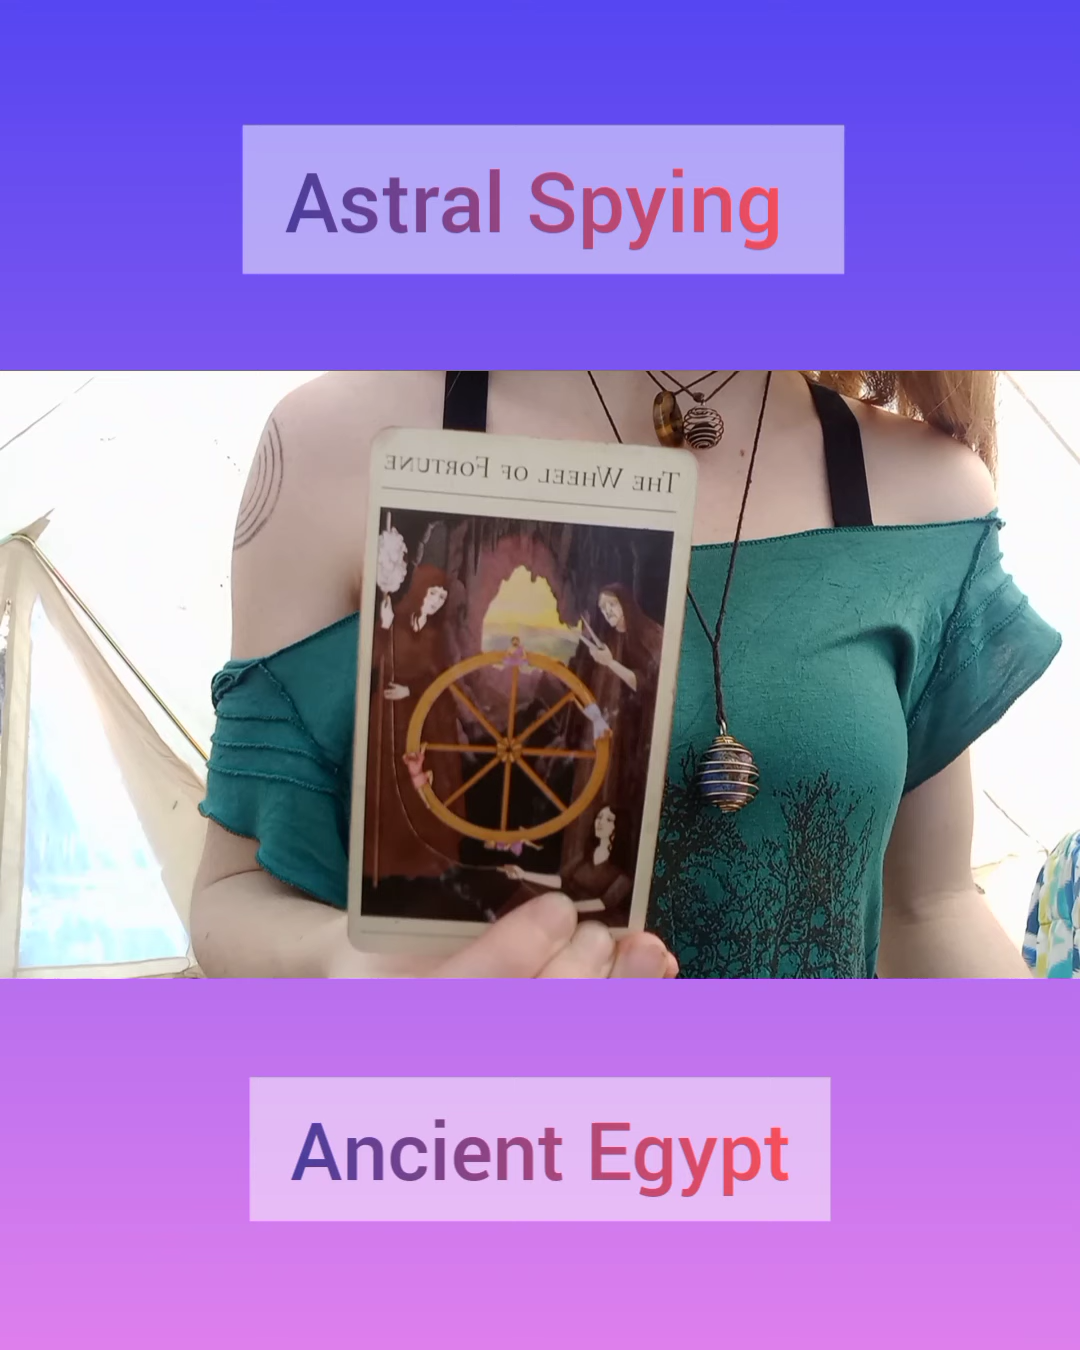 Astral Spying
THE WHEEL OF FORTUNE
Ancient Egypt